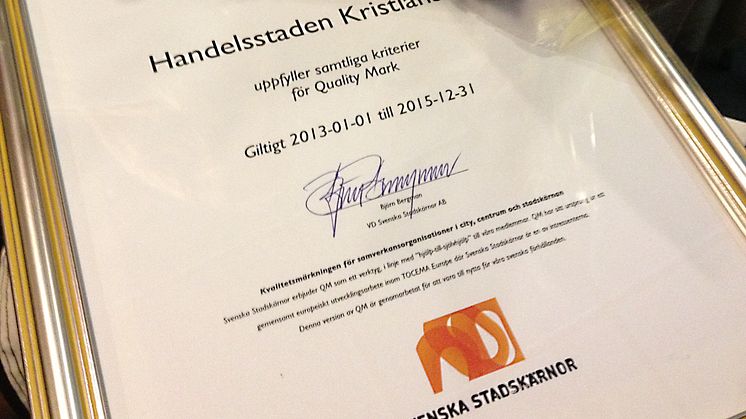 Handelsstaden Kristians
uppfyller samtliga kriterier
för Quality Mark
Giltigt 2013-01-01 till 2015-12-31
Björn Bergman
VD Svenska Stadskärnor AB
Kvalitetsmärkningen för samverkansorganisationer i city, centrum och stadskärnan
Svenska Stadskärnor erbjuder QM som ett verktyg, i linje med "hjälp-till-självhjälp" till våra medlemmar. QM har sitt ursprung är ett
gemensamt europeiskt utvecklingsarbete inom TOCEMA Europe där Svenska Stadskärnor är en av intressenterna.
Denna version av QM är genomarbetat för att vara till nytta för våra svenska förhållanden.
VENSKA STADSKÄRNOR